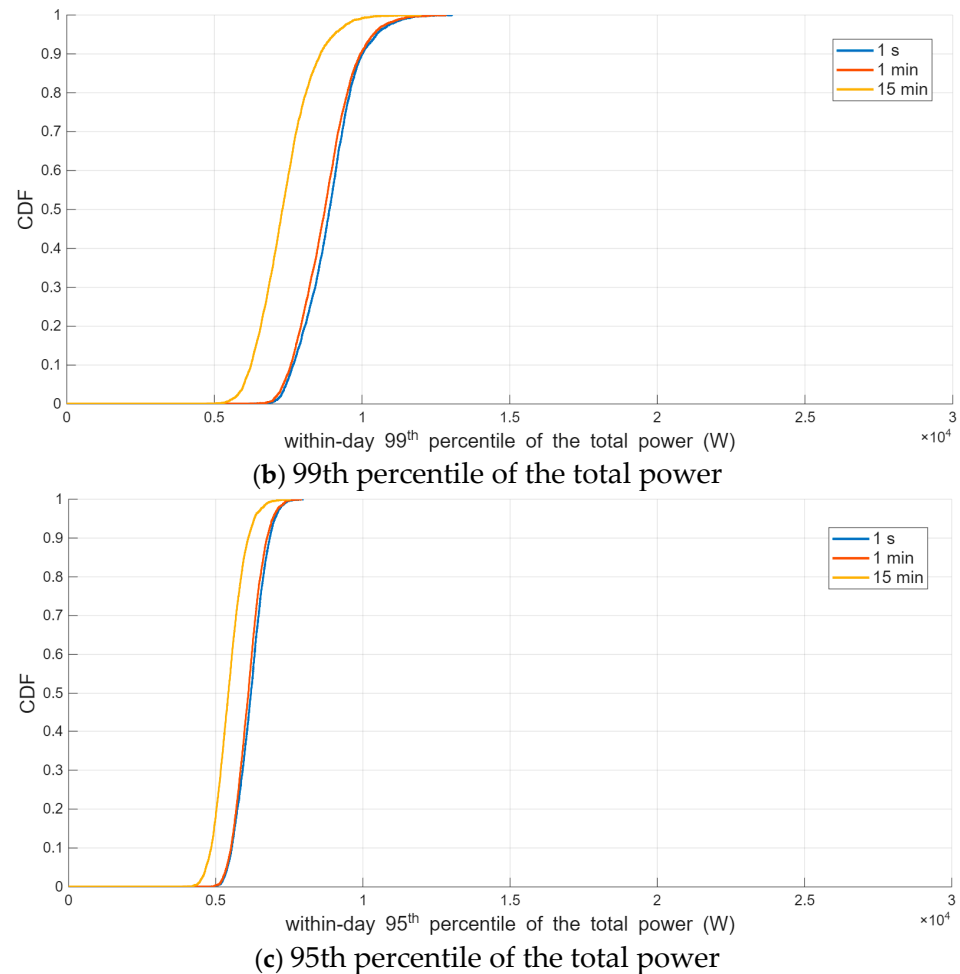 1
0.9
0.8
0.7
0.6
0.5
0.4
0.3
0.2
0.1
0
CDF
1 s
1 min
15 min
0 0.5 1 1.5 2 2.5 3
×10⁴
within-day 99th percentile of the total power (W)
(b) 99th percentile of the total power
1
0.9
0.8
0.7
0.6
0.5
0.4
0.3
0.2
0.1
0
CDF
1 s
1 min
15 min
0 0.5 1 1.5 2 2.5 3
×10⁴
within-day 95th percentile of the total power (W)
(c) 95th percentile of the total power